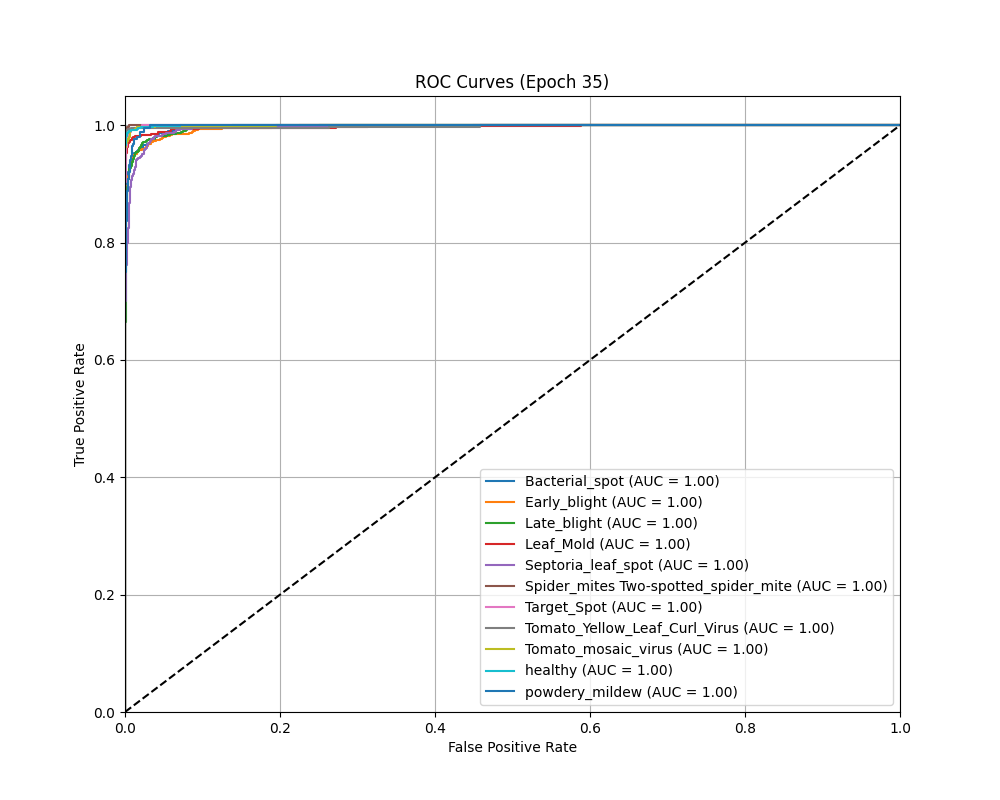 ROC Curves (Epoch 35)
1.0
0.8
0.6
0.4
0.2
0.0
True Positive Rate
Bacterial_spot (AUC = 1.00)
Early_blight (AUC = 1.00)
Late_blight (AUC = 1.00)
Leaf_Mold (AUC = 1.00)
Septoria_leaf_spot (AUC = 1.00)
Spider_mites Two-spotted_spider_mite (AUC = 1.00)
Target_Spot (AUC = 1.00)
Tomato_Yellow_Leaf_Curl_Virus (AUC = 1.00)
Tomato_mosaic_virus (AUC = 1.00)
healthy (AUC = 1.00)
powdery_mildew (AUC = 1.00)
0.0 0.2 0.4 0.6 0.8 1.0
False Positive Rate